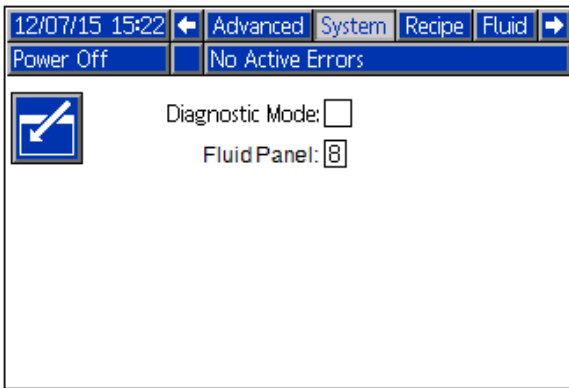 12/07/15 15:22 Advanced System Recipe Fluid
Power Off No Active Errors
Diagnostic Mode:
Fluid Panel: 8